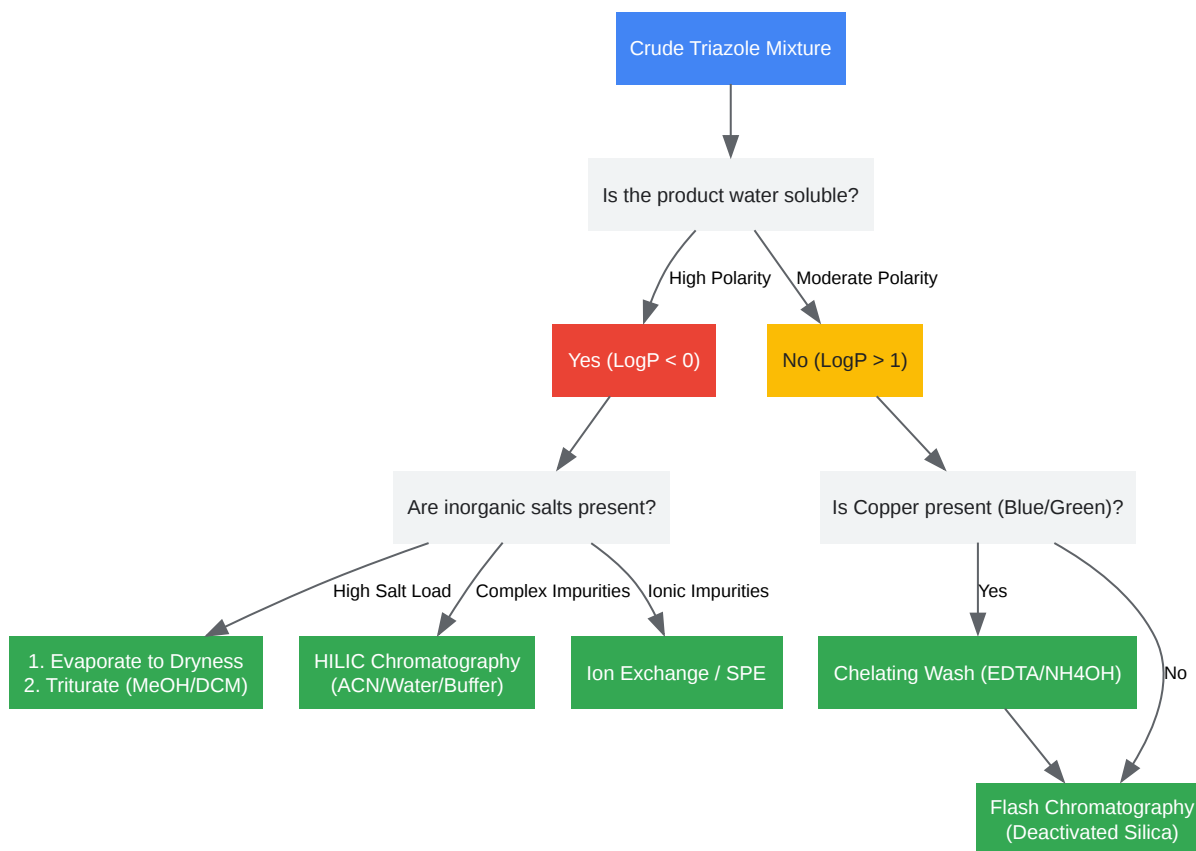 Crude Triazole Mixture
Is the product water soluble?
High Polarity
Moderate Polarity
Yes (LogP < 0)
No (LogP > 1)
Are inorganic salts present?
Is Copper present (Blue/Green)?
High Salt Load
Complex Impurities
Ionic Impurities
Yes
1. Evaporate to Dryness
2. Triturate (MeOH/DCM)
HILIC Chromatography
(ACN/Water/Buffer)
Ion Exchange / SPE
Chelating Wash (EDTA/NH4OH)
No
Flash Chromatography
(Deactivated Silica)